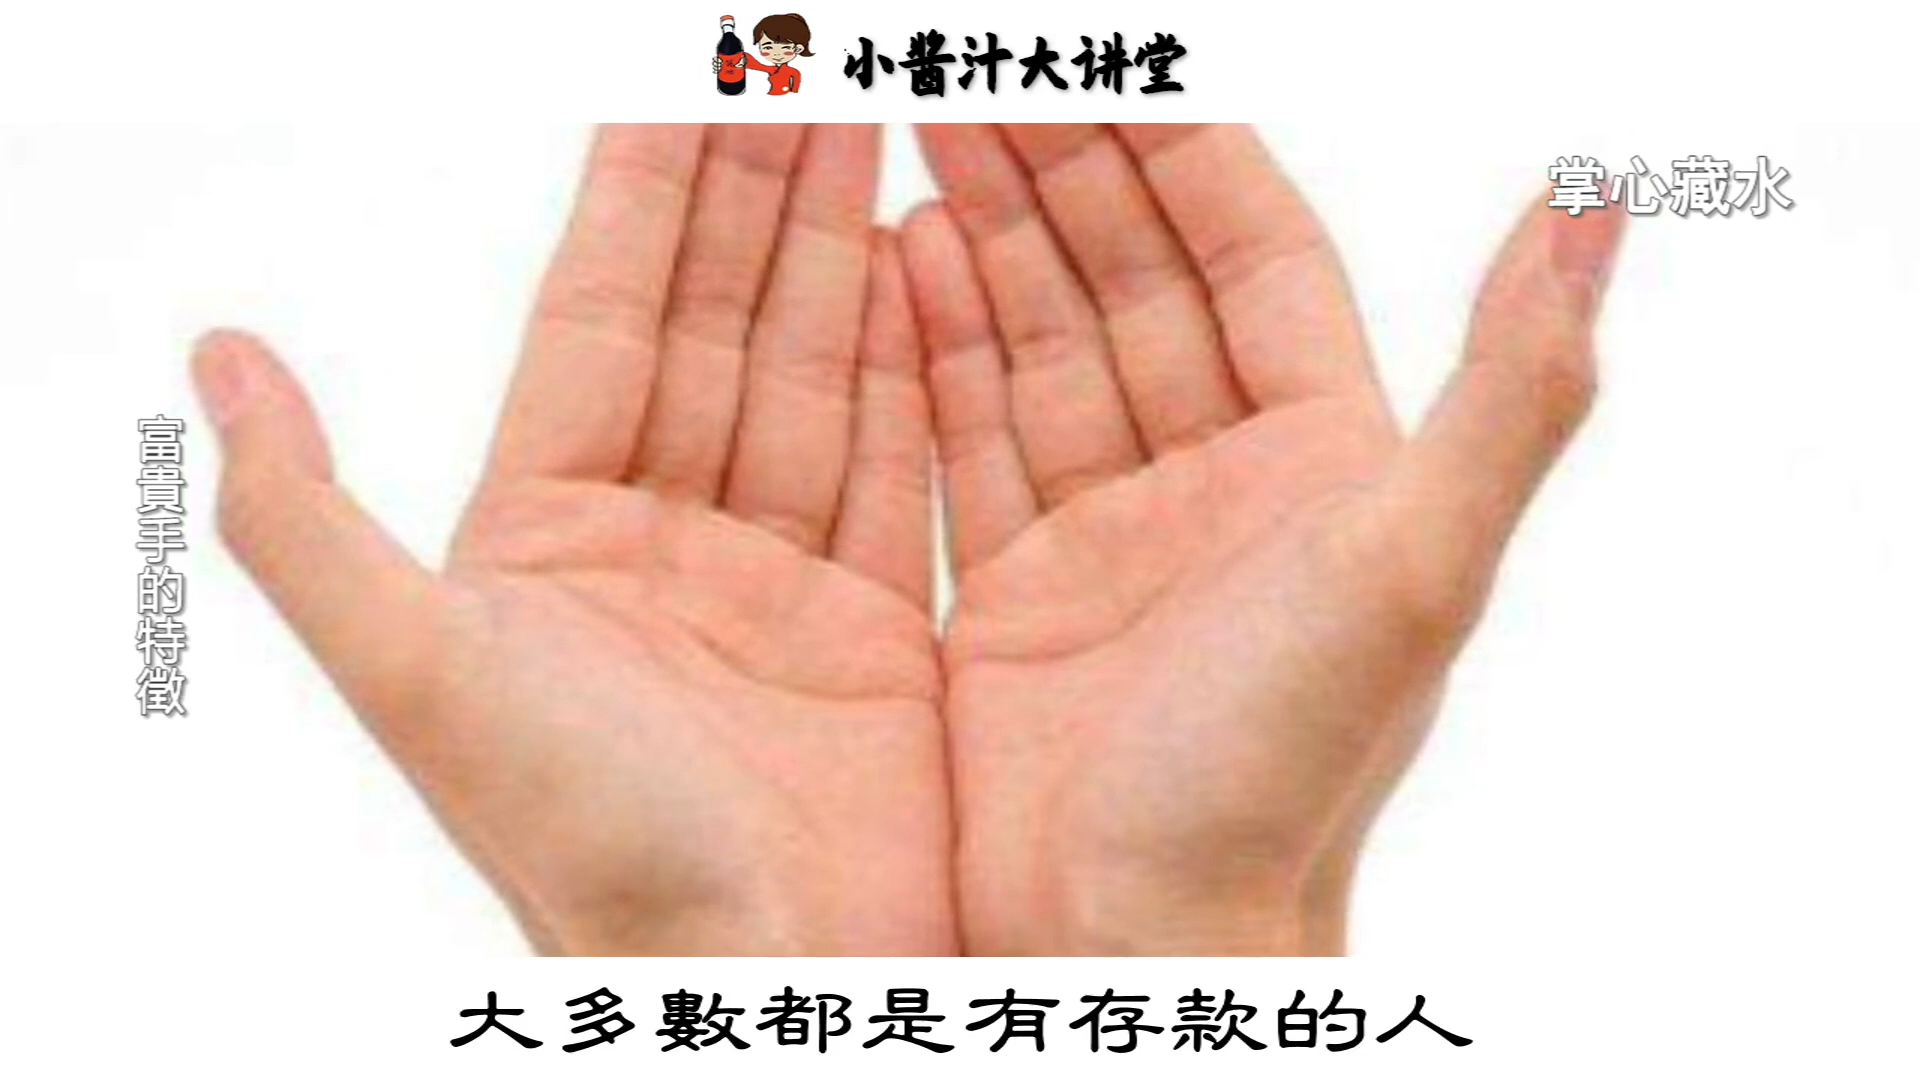 小酱汁大讲堂
掌心藏水
富貴手的特徵
大多數都是有存款的人